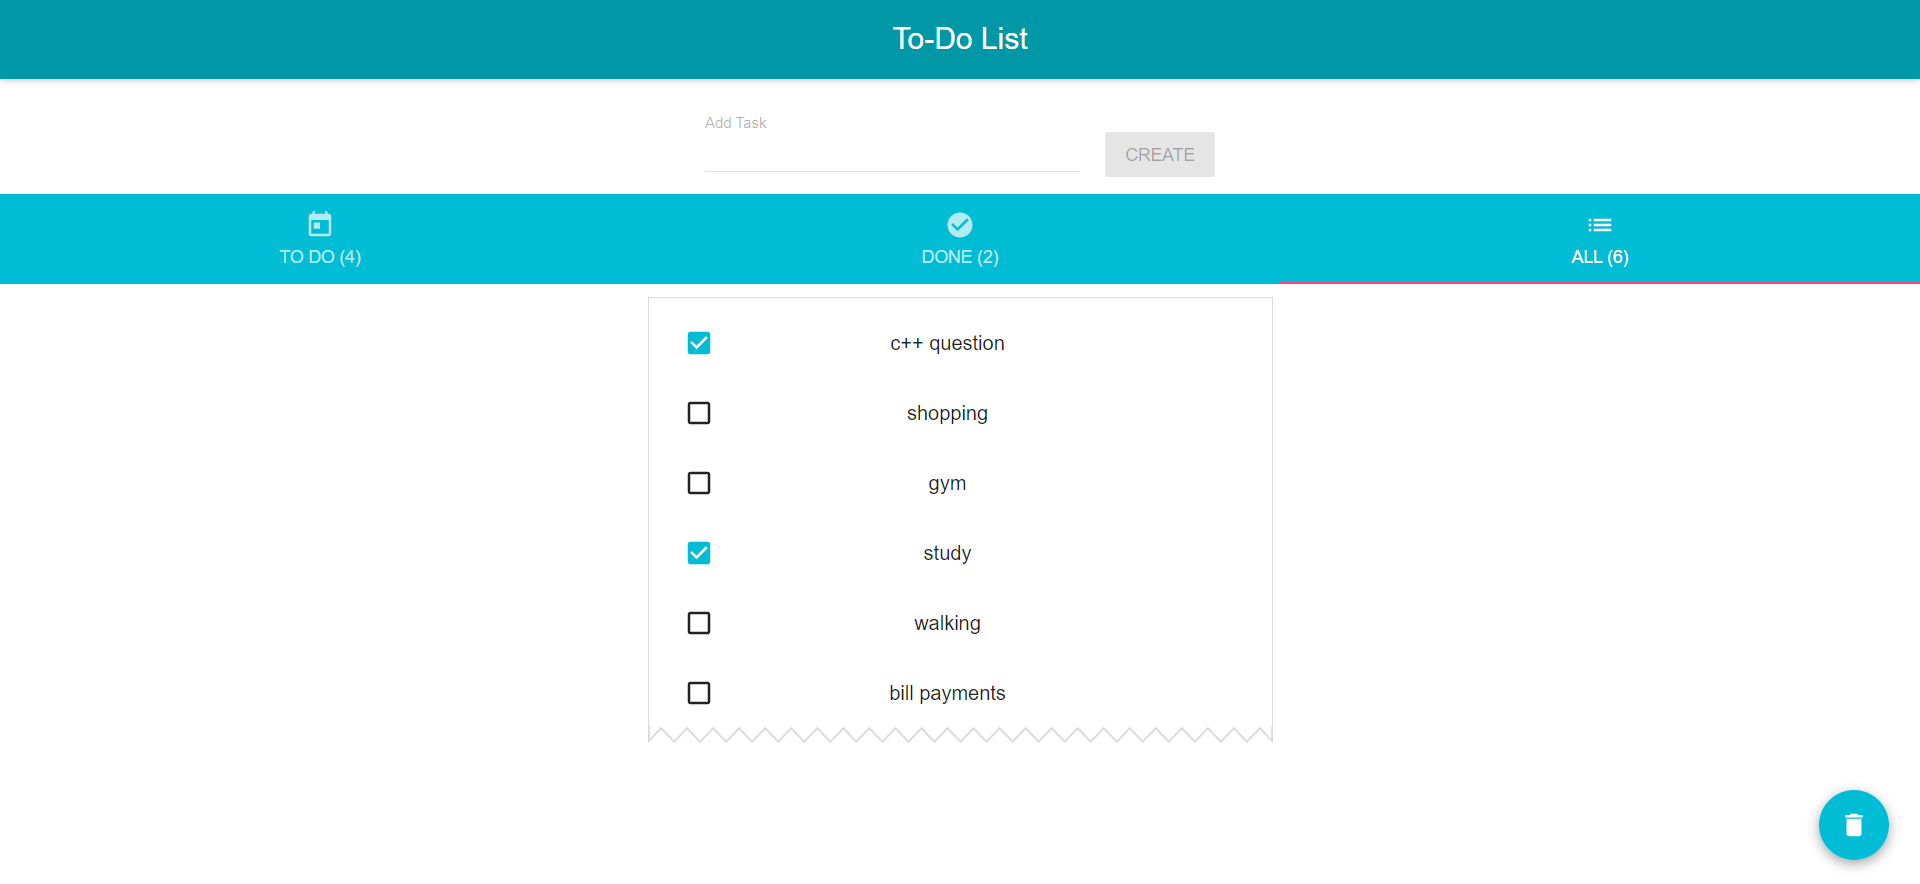 To-Do List
Add Task
CREATE
TO DO (4)
DONE (2)
ALL (6)
c++ question
shopping
gym
study
walking
bill payments